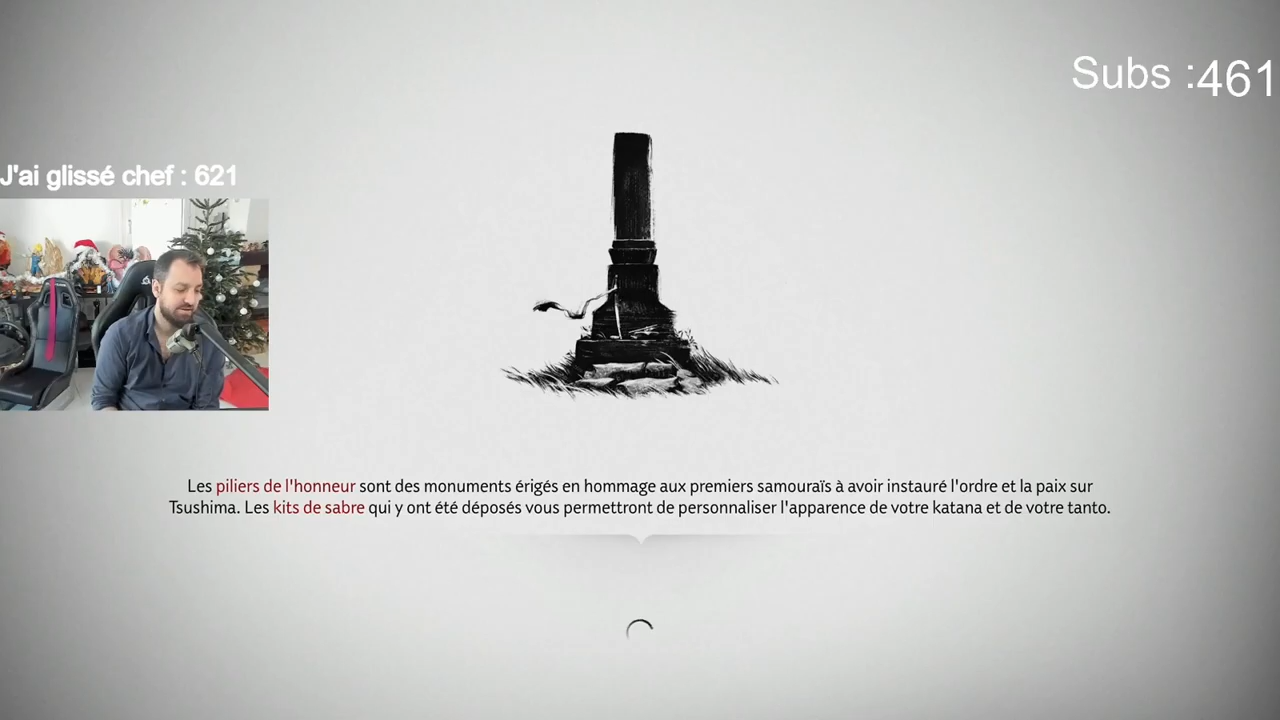 Subs :461
J'ai glissé chef : 621
Les piliers de l'honneur sont des monuments érigés en hommage aux premiers samouraïs à avoir instauré l'ordre et la paix sur
Tsushima. Les kits de sabre qui y ont été déposés vous permettront de personnaliser l'apparence de votre katana et de votre tanto.